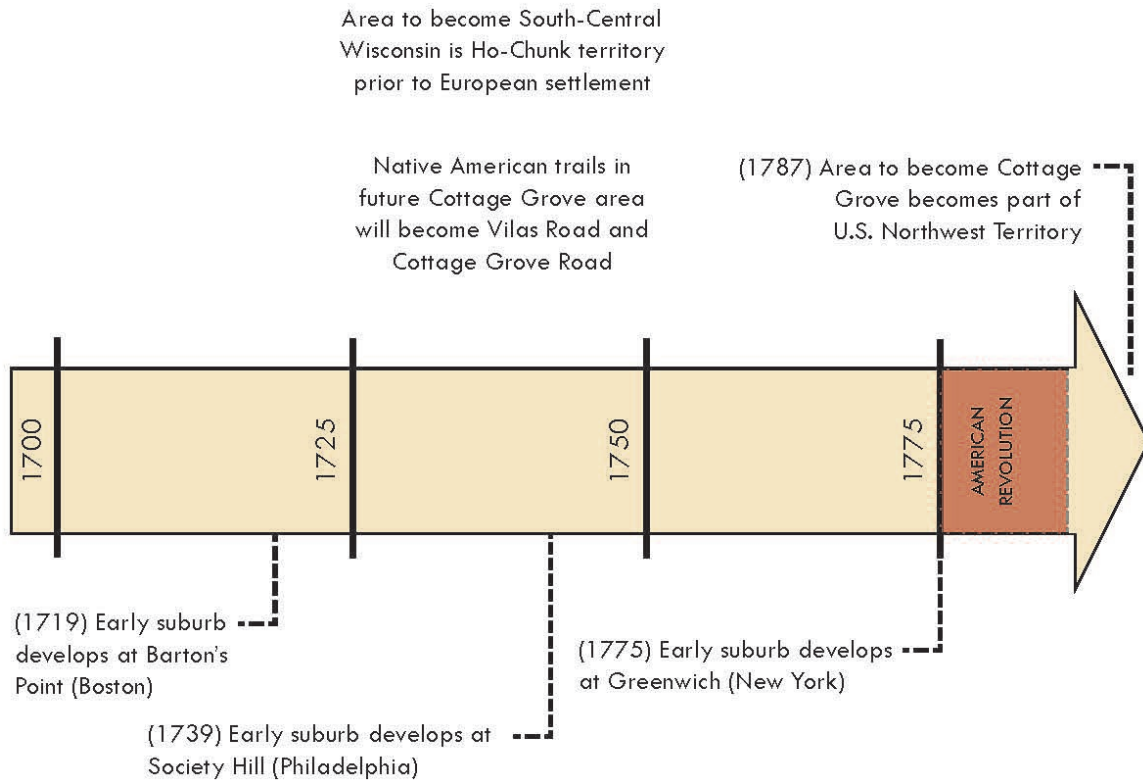 Area to become South-Central
Wisconsin is Ho-Chunk territory
prior to European settlement
Native American trails in
future Cottage Grove area
will become Vilas Road and
Cottage Grove Road
(1787) Area to become Cottage
Grove becomes part of
U.S. Northwest Territory
1700
1725
1750
1775
AMERICAN
REVOLUTION
(1719) Early suburb
develops at Barton's
Point (Boston)
(1739) Early suburb develops at
Society Hill (Philadelphia)
(1775) Early suburb develops
at Greenwich (New York)